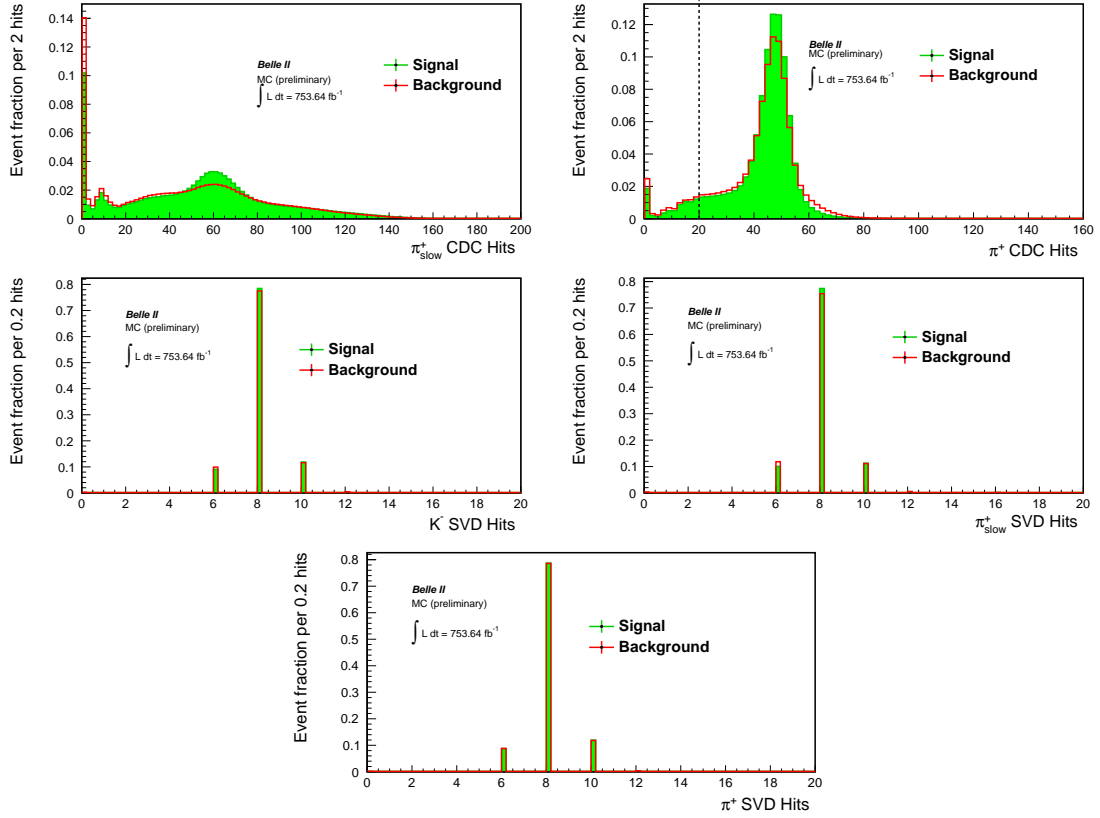 Event fraction per 2 hits
0.14
0.12
0.1
0.08
0.06
0.04
0.02
0
Belle II
MC (preliminary)
∫ L dt = 753.64 fb⁻¹
Signal
Background
0 20 40 60 80 100 120 140 160 180 200
π⁺slow CDC Hits
Event fraction per 2 hits
0.12
0.1
0.08
0.06
0.04
0.02
0
Belle II
MC (preliminary)
∫ L dt = 753.64 fb⁻¹
Signal
Background
0 20 40 60 80 100 120 140 160
π⁺ CDC Hits
Event fraction per 0.2 hits
0.8
0.7
0.6
0.5
0.4
0.3
0.2
0.1
0
Belle II
MC (preliminary)
∫ L dt = 753.64 fb⁻¹
Signal
Background
0 2 4 6 8 10 12 14 16 18 20
K⁻ SVD Hits
Event fraction per 0.2 hits
0.8
0.7
0.6
0.5
0.4
0.3
0.2
0.1
0
Belle II
MC (preliminary)
∫ L dt = 753.64 fb⁻¹
Signal
Background
0 2 4 6 8 10 12 14 16 18 20
π⁺slow SVD Hits
Event fraction per 0.2 hits
0.8
0.7
0.6
0.5
0.4
0.3
0.2
0.1
0
Belle II
MC (preliminary)
∫ L dt = 753.64 fb⁻¹
Signal
Background
0 2 4 6 8 10 12 14 16 18 20
π⁺ SVD Hits